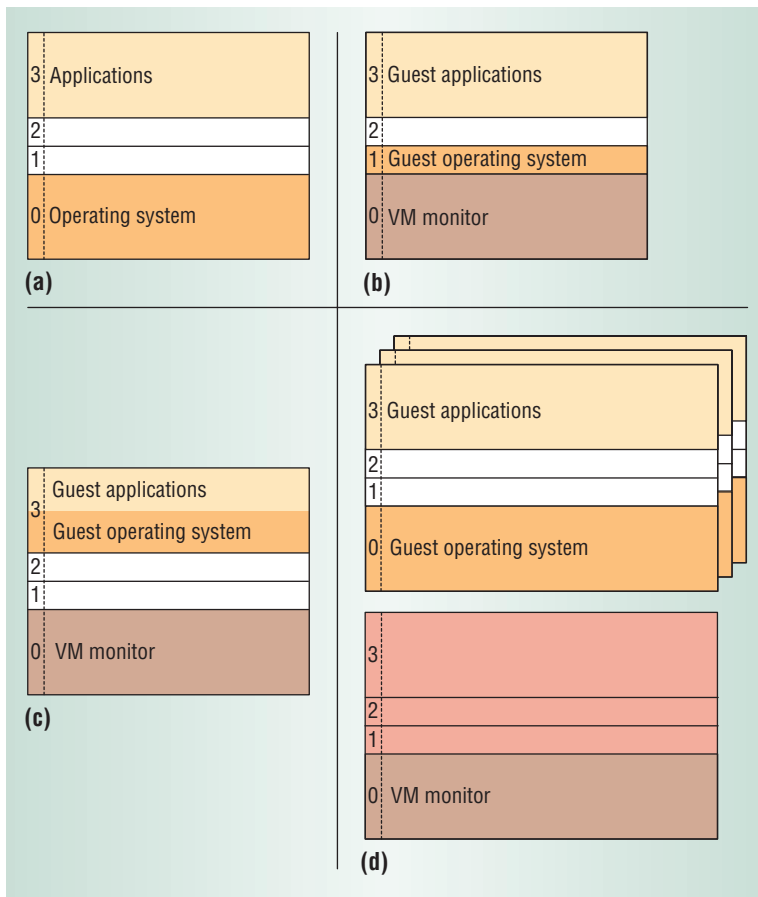 3 Applications
2
1
0 Operating system
(a)
3 Guest applications
2
1 Guest operating system
0 VM monitor
(b)
Guest applications
3
Guest operating system
2
1
0 VM monitor
(c)
3 Guest applications
2
1
0 Guest operating system
3
2
1
0 VM monitor
(d)